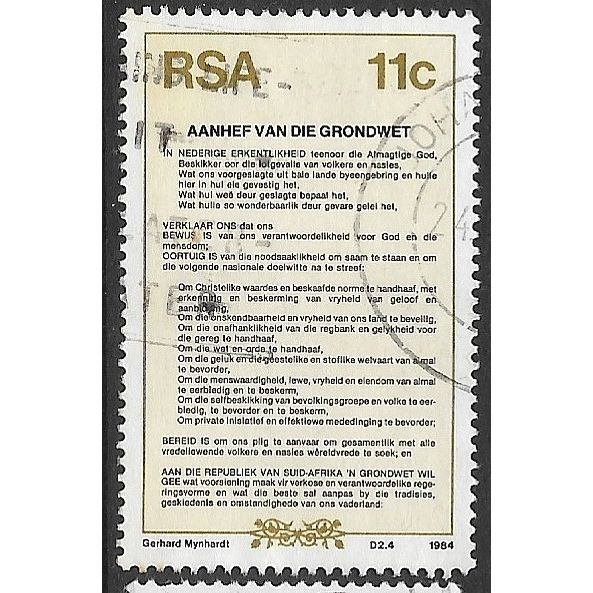 RSA 11c
AANHEF VAN DIE GRONDWET
IN NEDERIGE ERKENTLIKHEID teenoor die Almagtige God,
Beskikker oor die lotgevalle van volkere en nasies,
Wat ons voorgeslagte uit baie lande byeengebring en hulle
hier in hul eie gevestig het,
Wat hul weë deur geslagte bepaal het,
Wat hulle so wonderbaarlik deur gevare gelei het,
VERKLAAR ONS dat ons
BEWUS IS van ons verantwoordelikheid voor God en die
mensdom;
OORTUIG IS van die noodsaaklikheid om saam te staan en om
die volgende nasionale doelwitte na te streef:
Om Christelike waardes en beskaafde norme te handhaaf, met
erkenning en beskerming van vryheid van geloof en
aanbidding,
Om die onskendbaarheid en vryheid van ons land te beveilig,
Om die onafhanklikheid van die regbank en gelykheid voor
die gereg te handhaaf,
Om die wet en orde te handhaaf,
Om die geluk en die geestelike en stoflike welvaart van almal
te bevorder,
Om die menswaardigheid, lewe, vryheid en eiendom van almal
te eerbiedig en te beskerm,
Om die selfbeskikking van bevolkingsgroepe en volke te eer-
biedig, te bevorder en te beskerm,
Om private inisiatief en effektiewe mededinging te bevorder;
BEREID IS om ons plig te aanvaar om gesamentlik met alle
vredeliewende volkere en nasies wêreldvrede te soek; en
AAN DIE REPUBLIEK VAN SUID-AFRIKA 'N GRONDWET WIL
GEE wat voorsiening maak vir verkose en verantwoordelike rege-
ringsvorme en wat die beste sal aanpas by die tradisies,
geskiedenis en omstandighede van ons vaderland:
Gerhard Mynhardt D2.4 1984